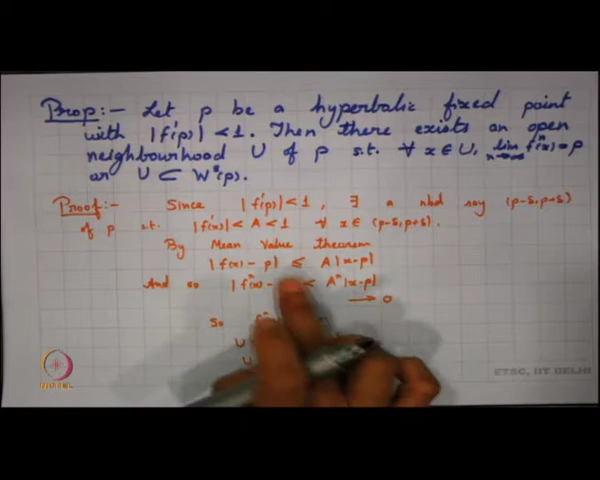 Prop:- Let p be a hyperbolic fixed point
with |f'(p)| < 1. Then there exists an open
neighbourhood U of p s.t. ∀ x ∈ U, lim n→∞ fⁿ(x) = p
or U ⊂ Wˢ(p).
Proof:- Since |f'(p)| < 1, ∃ a nbd say (p-δ, p+δ)
of p s.t. |f'(x)| < A < 1 ∀ x ∈ (p-δ, p+δ).
By Mean Value theorem
|f(x) - p| ≤ A |x-p|
And so |fⁿ(x) - < Aⁿ |x-p|
→ 0
So fⁿ
U
U
ETSC, IIT DELHI